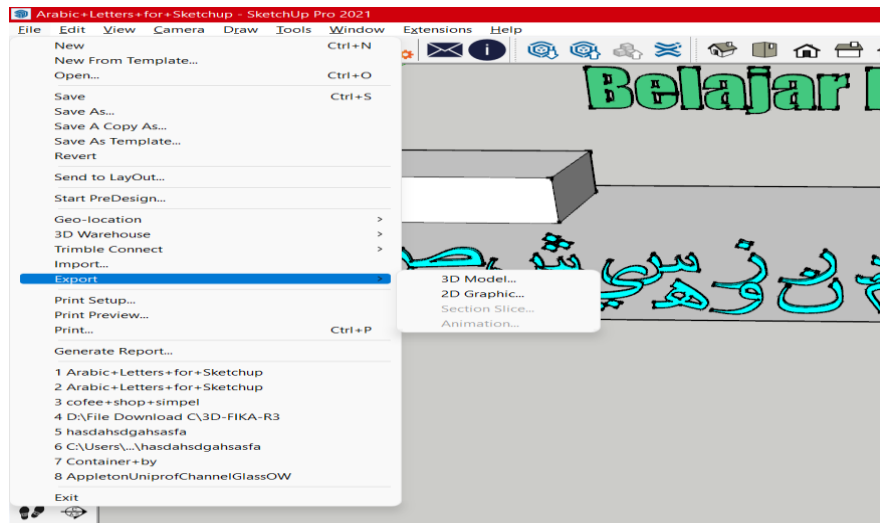 Arabic+Letters+for+Sketchup - SketchUp Pro 2021
File Edit View Camera Draw Tools Window Extensions Help
New Ctrl+N
New From Template...
Open... Ctrl+O
Save Ctrl+S
Save As...
Save A Copy As...
Save As Template...
Revert
Send to LayOut...
Start PreDesign...
Geo-location
3D Warehouse
Trimble Connect
Import...
Export
Print Setup...
Print Preview...
Print... Ctrl+P
Generate Report...
1 Arabic+Letters+for+Sketchup
2 Arabic+Letters+for+Sketchup
3 cofee+shop+simpel
4 D:\File Download C\3D-FIKA-R3
5 hasdahsdgahsasfa
6 C:\Users\...\hasdahsdgahsasfa
7 Container+by
8 AppletonUniprofChannelGlassOW
Exit
3D Model...
2D Graphic...
Section Slice...
Animation...
Belajar